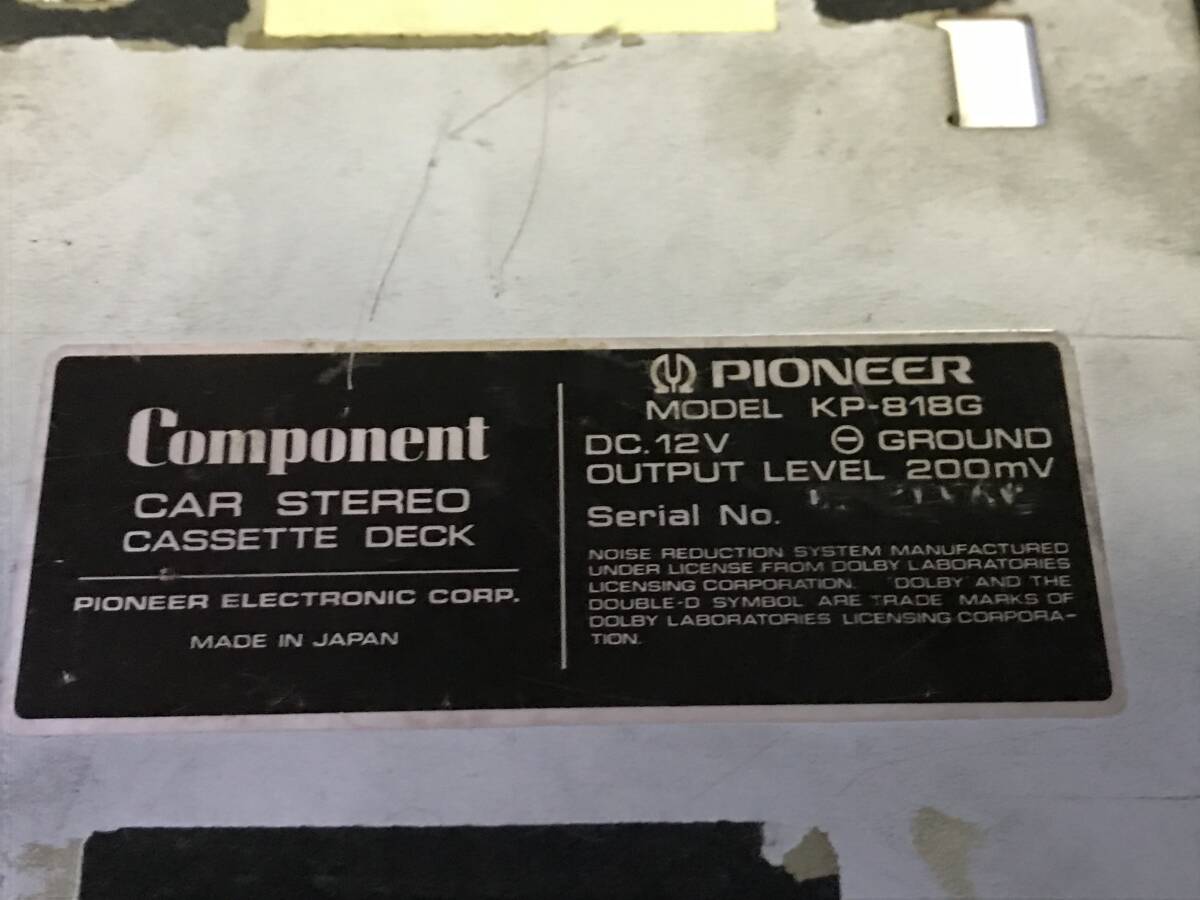 Component
CAR STEREO
CASSETTE DECK
PIONEER ELECTRONIC CORP.
MADE IN JAPAN
PIONEER
MODEL KP-818G
DC.12V ⊖ GROUND
OUTPUT LEVEL 200mV
Serial No.
NOISE REDUCTION SYSTEM MANUFACTURED
UNDER LICENSE FROM DOLBY LABORATORIES
LICENSING CORPORATION. 'DOLBY' AND THE
DOUBLE-D SYMBOL ARE TRADE MARKS OF
DOLBY LABORATORIES LICENSING CORPORA-
TION.